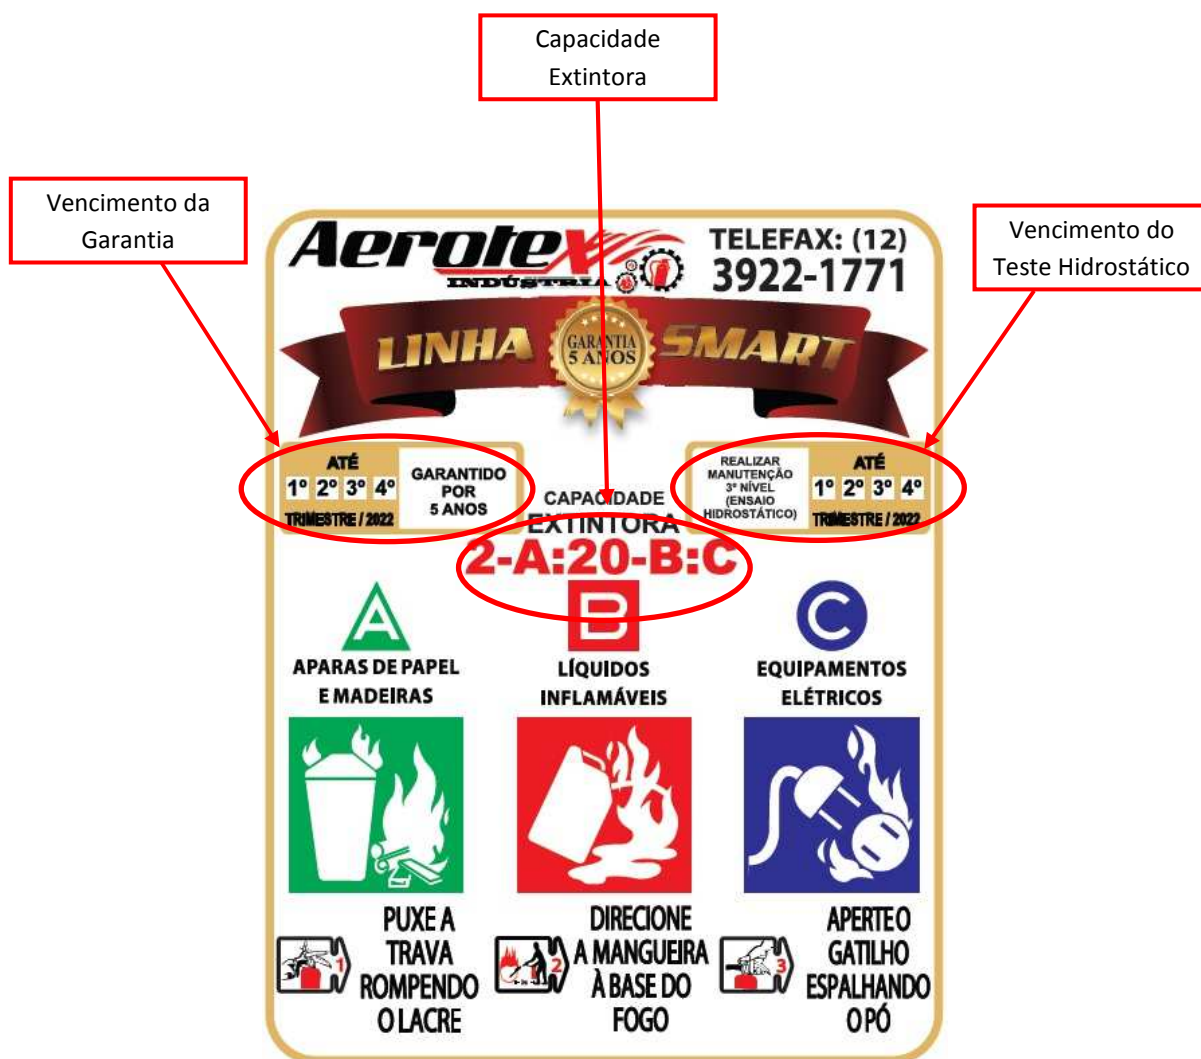 Capacidade
Extintora
Vencimento da
Garantia
Vencimento do
Teste Hidrostático
Aerotex
INDÚSTRIA
TELEFAX: (12)
3922-1771
LINHA
GARANTIA
5 ANOS
SMART
ATÉ
1º 2º 3º 4º
TRIMESTRE / 2022
GARANTIDO
POR
5 ANOS
REALIZAR
MANUTENÇÃO
3º NÍVEL
(ENSAIO
HIDROSTÁTICO)
ATÉ
1º 2º 3º 4º
TRIMESTRE / 2022
CAPACIDADE
EXTINTORA
2-A:20-B:C
A
APARAS DE PAPEL
E MADEIRAS
B
LÍQUIDOS
INFLAMÁVEIS
C
EQUIPAMENTOS
ELÉTRICOS
1
PUXE A
TRAVA
ROMPENDO
O LACRE
2
DIRECIONE
A MANGUEIRA
À BASE DO
FOGO
3
APERTE O
GATILHO
ESPALHANDO
O PÓ